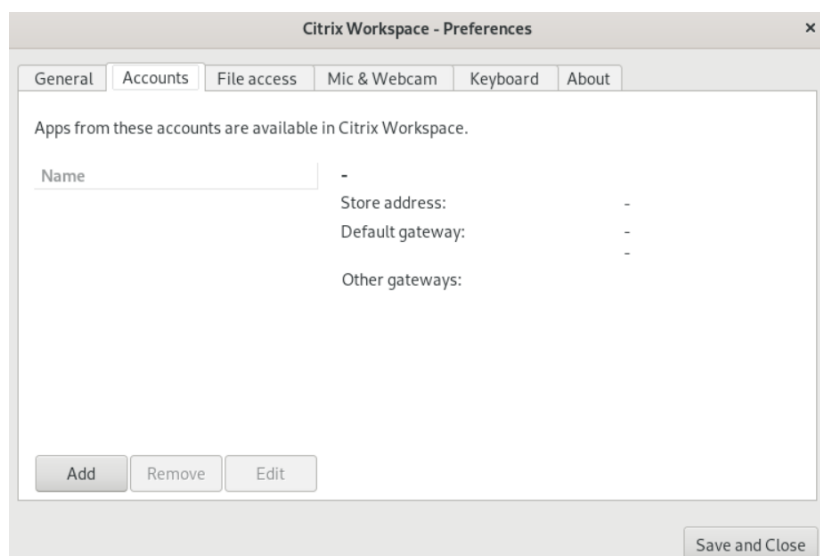 Citrix Workspace - Preferences ×
General Accounts File access Mic & Webcam Keyboard About
Apps from these accounts are available in Citrix Workspace.
Name -
Store address: -
Default gateway: -
-
Other gateways:
Add Remove Edit
Save and Close